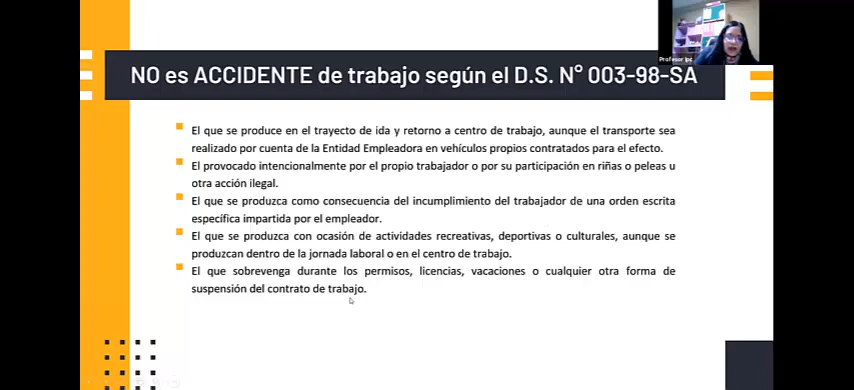 Profesor ipc
NO es ACCIDENTE de trabajo según el D.S. N° 003-98-SA
El que se produce en el trayecto de ida y retorno a centro de trabajo, aunque el transporte sea
realizado por cuenta de la Entidad Empleadora en vehículos propios contratados para el efecto.
El provocado intencionalmente por el propio trabajador o por su participación en riñas o peleas u
otra acción ilegal.
El que se produzca como consecuencia del incumplimiento del trabajador de una orden escrita
específica impartida por el empleador.
El que se produzca con ocasión de actividades recreativas, deportivas o culturales, aunque se
produzcan dentro de la jornada laboral o en el centro de trabajo.
El que sobrevenga durante los permisos, licencias, vacaciones o cualquier otra forma de
suspensión del contrato de trabajo.